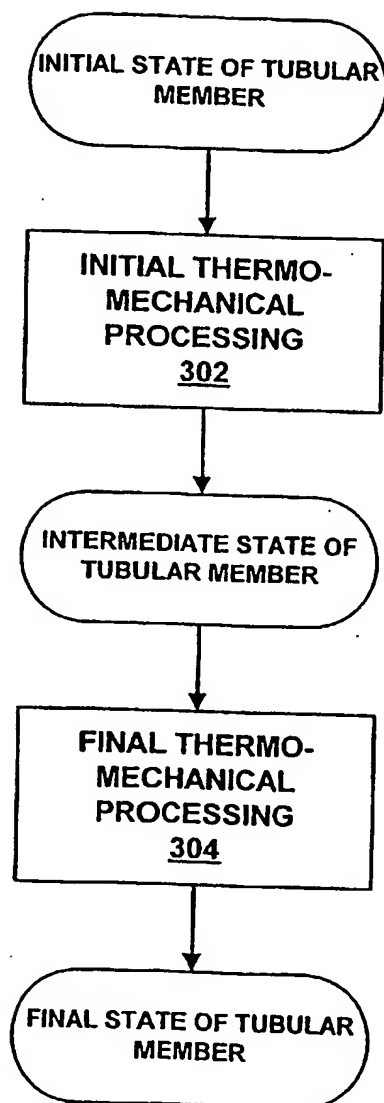 INITIAL STATE OF TUBULAR
MEMBER
INITIAL THERMO-
MECHANICAL
PROCESSING
302
INTERMEDIATE STATE OF
TUBULAR MEMBER
FINAL THERMO-
MECHANICAL
PROCESSING
304
FINAL STATE OF TUBULAR
MEMBER